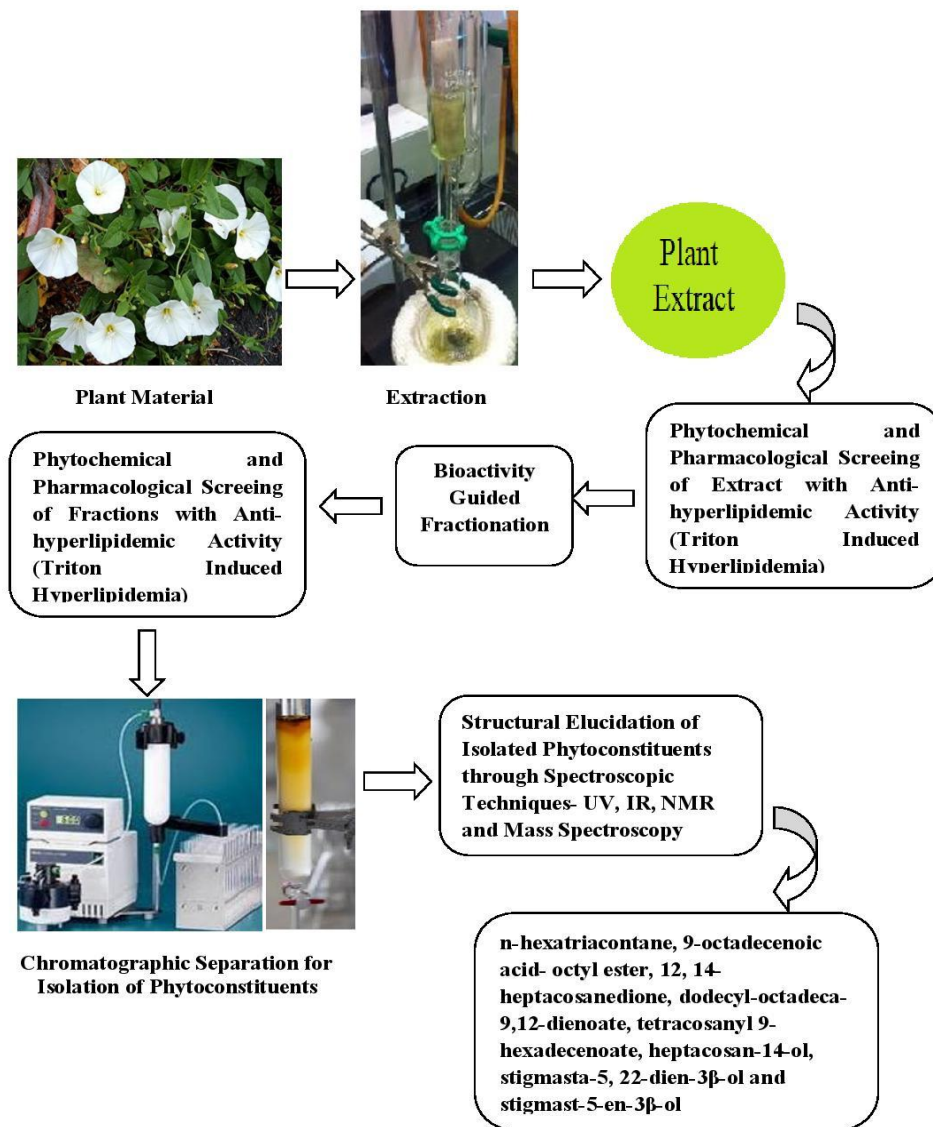 Plant
Extract
Plant Material
Extraction
Phytochemical and
Pharmacological Screeing
of Extract with Anti-
hyperlipidemic Activity
(Triton Induced
Hyperlipidemia)
Bioactivity
Guided
Fractionation
Phytochemical and
Pharmacological Screeing
of Fractions with Anti-
hyperlipidemic Activity
(Triton Induced
Hyperlipidemia)
Chromatographic Separation for
Isolation of Phytoconstituents
Structural Elucidation of
Isolated Phytoconstituents
through Spectroscopic
Techniques- UV, IR, NMR
and Mass Spectroscopy
n-hexatriacontane, 9-octadecenoic
acid- octyl ester, 12, 14-
heptacosanedione, dodecyl-octadeca-
9,12-dienoate, tetracosanyl 9-
hexadecenoate, heptacosan-14-ol,
stigmasta-5, 22-dien-3β-ol and
stigmast-5-en-3β-ol